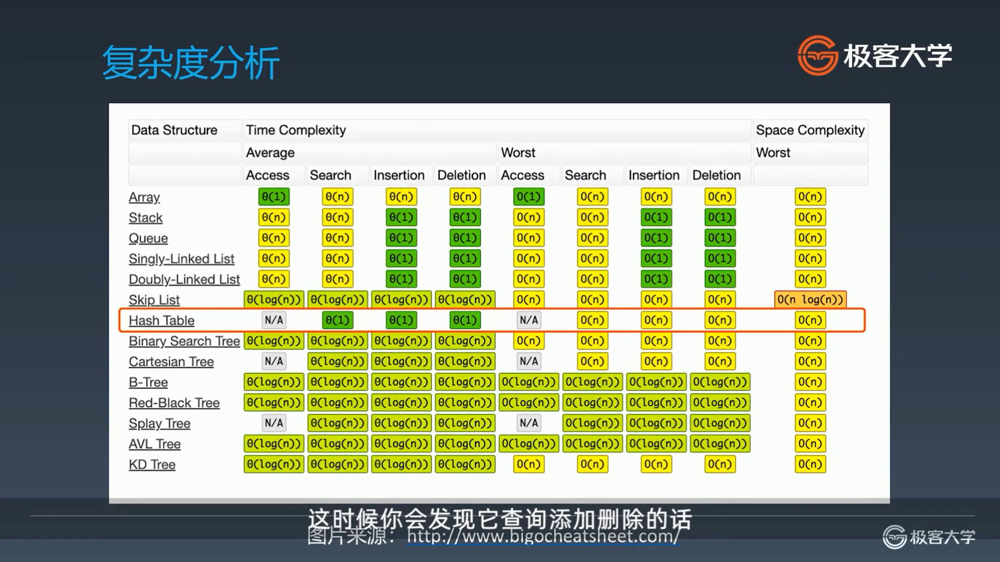 复杂度分析
极客大学
Data Structure Time Complexity Space Complexity
Average Worst Worst
Access Search Insertion Deletion Access Search Insertion Deletion
Array θ(1) θ(n) θ(n) θ(n) O(1) O(n) O(n) O(n) O(n)
Stack θ(n) θ(n) θ(1) θ(1) O(n) O(n) O(1) O(1) O(n)
Queue θ(n) θ(n) θ(1) θ(1) O(n) O(n) O(1) O(1) O(n)
Singly-Linked List θ(n) θ(n) θ(1) θ(1) O(n) O(n) O(1) O(1) O(n)
Doubly-Linked List θ(n) θ(n) θ(1) θ(1) O(n) O(n) O(1) O(1) O(n)
Skip List θ(log(n)) θ(log(n)) θ(log(n)) θ(log(n)) O(n) O(n) O(n) O(n) O(n log(n))
Hash Table N/A θ(1) θ(1) θ(1) N/A O(n) O(n) O(n) O(n)
Binary Search Tree θ(log(n)) θ(log(n)) θ(log(n)) θ(log(n)) O(n) O(n) O(n) O(n) O(n)
Cartesian Tree N/A θ(log(n)) θ(log(n)) θ(log(n)) N/A O(n) O(n) O(n) O(n)
B-Tree θ(log(n)) θ(log(n)) θ(log(n)) θ(log(n)) O(log(n)) O(log(n)) O(log(n)) O(log(n)) O(n)
Red-Black Tree θ(log(n)) θ(log(n)) θ(log(n)) θ(log(n)) O(log(n)) O(log(n)) O(log(n)) O(log(n)) O(n)
Splay Tree N/A θ(log(n)) θ(log(n)) θ(log(n)) N/A O(log(n)) O(log(n)) O(log(n)) O(n)
AVL Tree θ(log(n)) θ(log(n)) θ(log(n)) θ(log(n)) O(log(n)) O(log(n)) O(log(n)) O(log(n)) O(n)
KD Tree θ(log(n)) θ(log(n)) θ(log(n)) θ(log(n)) O(n) O(n) O(n) O(n) O(n)
这时候你会发现它查询添加删除的话
图片来源：http://www.bigocheatsheet.com/
极客大学